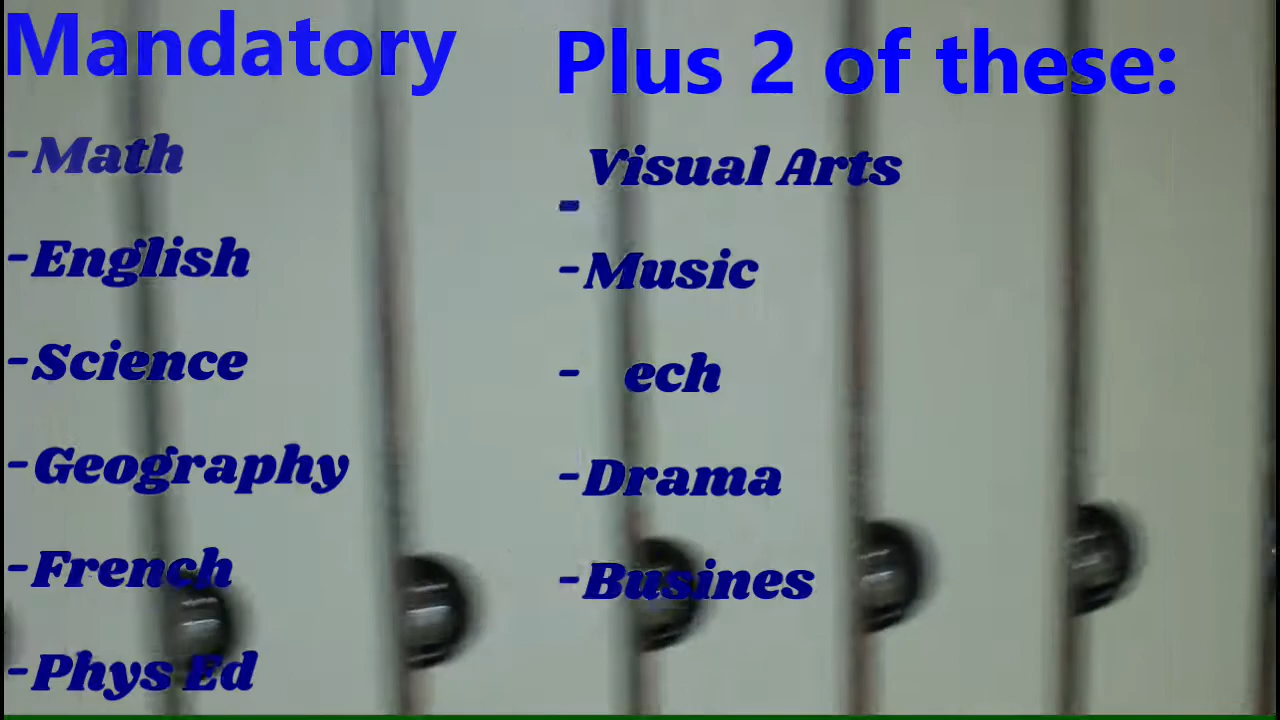 Mandatory
-Math
-English
-Science
-Geography
-French
-Phys Ed
Plus 2 of these:
Visual Arts
-
-Music
- ech
-Drama
-Busines